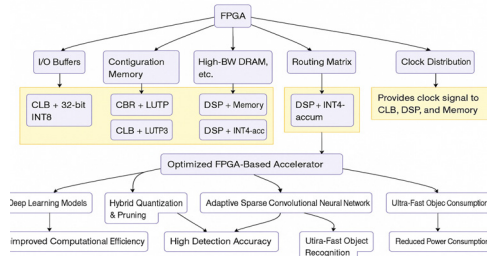 FPGA
I/O Buffers
Contiguration
Memory
High-BW DRAM,
etc.
Routing Matrix
Clock Distribution
CLB + 32-bit
INT8
CBR + LUTP
CLB + LUTP3
DSP + Memory
DSP + INT4-acc
DSP + INT4-
accum
Provides clock signal to
CLB, DSP, and Memory
Optimized FPGA-Based Accelerator
Deep Learning Models
Hybrid Quantization
& Pruning
Adaptive Sparse Convolutional Neural Network
Ultra-Fast Objec Consumption
improved Computational Efficiency
High Detection Accuracy
Utira-Fast Object
Recognition
Reduced Power Consumption